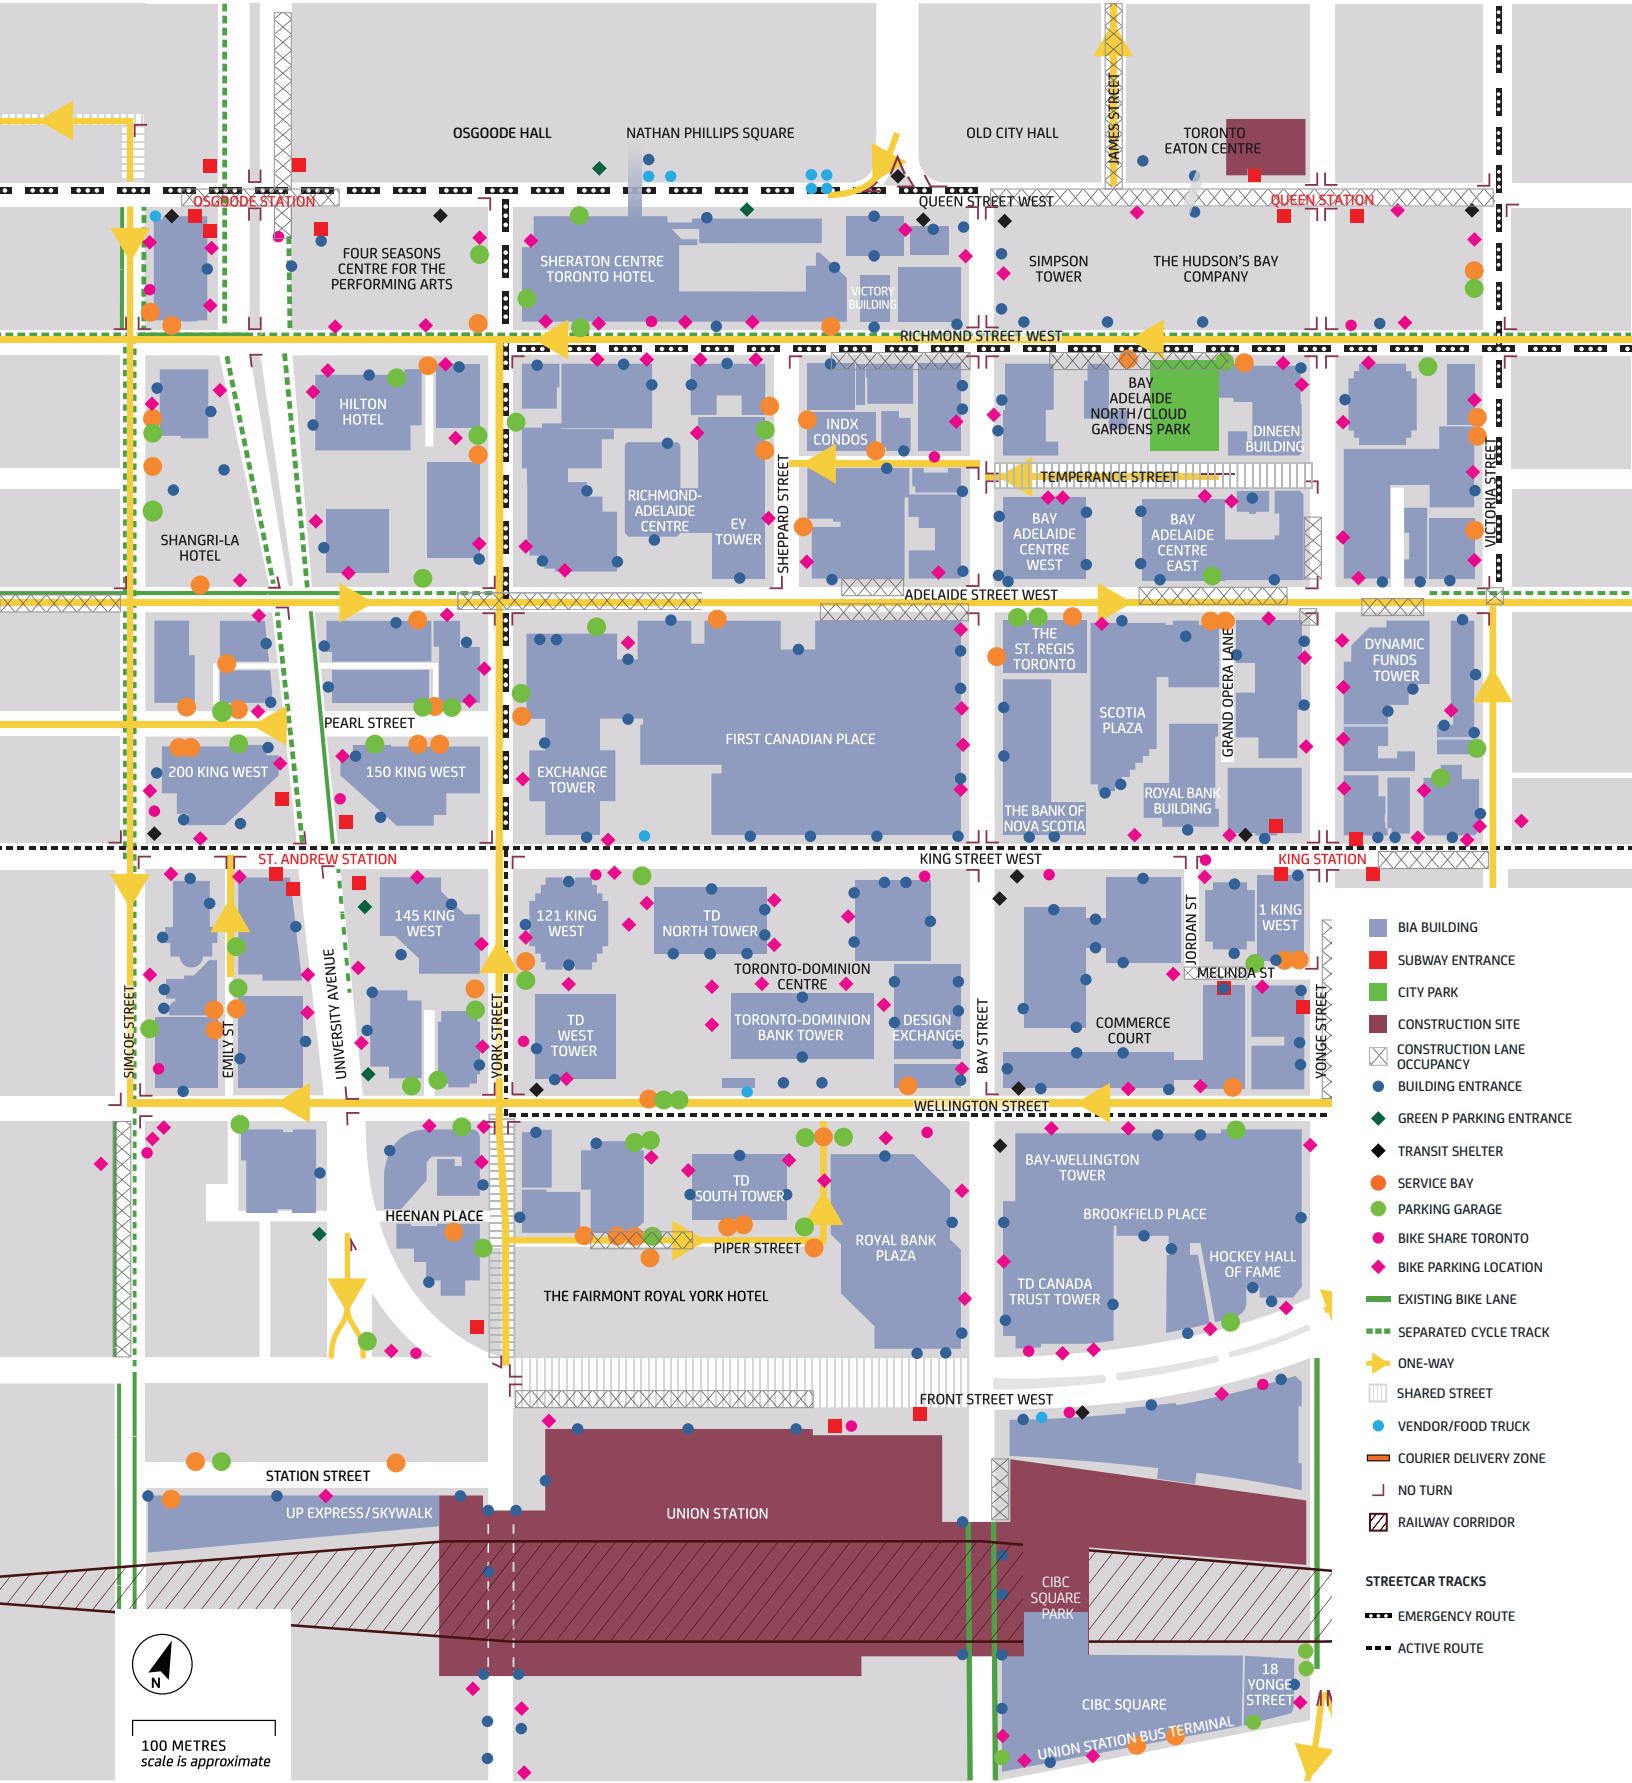 OSGOODE HALL
NATHAN PHILLIPS SQUARE
OLD CITY HALL
JAMES STREET
TORONTO
EATON CENTRE
OSGOODE STATION
QUEEN STREET WEST
QUEEN STATION
FOUR SEASONS
CENTRE FOR THE
PERFORMING ARTS
SHERATON CENTRE
TORONTO HOTEL
VICTORY
BUILDING
SIMPSON
TOWER
THE HUDSON'S BAY
COMPANY
RICHMOND STREET WEST
HILTON
HOTEL
INDX
CONDOS
BAY
ADELAIDE
NORTH/CLOUD
GARDENS PARK
DINEEN
BUILDING
SHEPPARD STREET
TEMPERANCE STREET
VICTORIA STREET
RICHMOND-
ADELAIDE
CENTRE
EY
TOWER
BAY
ADELAIDE
CENTRE
WEST
BAY
ADELAIDE
CENTRE
EAST
SHANGRI-LA
HOTEL
ADELAIDE STREET WEST
THE
ST. REGIS
TORONTO
GRAND OPERA LANE
DYNAMIC
FUNDS
TOWER
PEARL STREET
SCOTIA
PLAZA
FIRST CANADIAN PLACE
200 KING WEST
150 KING WEST
EXCHANGE
TOWER
THE BANK OF
NOVA SCOTIA
ROYAL BANK
BUILDING
ST. ANDREW STATION
KING STREET WEST
KING STATION
145 KING
WEST
121 KING
WEST
TD
NORTH TOWER
JORDAN ST
1 KING
WEST
TORONTO-DOMINION
CENTRE
MELINDA ST
SIMCOE STREET
EMILY ST
UNIVERSITY AVENUE
YORK STREET
TD
WEST
TOWER
TORONTO-DOMINION
BANK TOWER
DESIGN
EXCHANGE
BAY STREET
COMMERCE
COURT
YONGE STREET
WELLINGTON STREET
BAY-WELLINGTON
TOWER
TD
SOUTH TOWER
HEENAN PLACE
BROOKFIELD PLACE
PIPER STREET
ROYAL BANK
PLAZA
HOCKEY HALL
OF FAME
THE FAIRMONT ROYAL YORK HOTEL
TD CANADA
TRUST TOWER
FRONT STREET WEST
STATION STREET
UP EXPRESS/SKYWALK
UNION STATION
CIBC
SQUARE
PARK
18
YONGE
STREET
CIBC SQUARE
UNION STATION BUS TERMINAL
N
100 METRES
scale is approximate
BIA BUILDING
SUBWAY ENTRANCE
CITY PARK
CONSTRUCTION SITE
CONSTRUCTION LANE
OCCUPANCY
BUILDING ENTRANCE
GREEN P PARKING ENTRANCE
TRANSIT SHELTER
SERVICE BAY
PARKING GARAGE
BIKE SHARE TORONTO
BIKE PARKING LOCATION
EXISTING BIKE LANE
SEPARATED CYCLE TRACK
ONE-WAY
SHARED STREET
VENDOR/FOOD TRUCK
COURIER DELIVERY ZONE
NO TURN
RAILWAY CORRIDOR
STREETCAR TRACKS
EMERGENCY ROUTE
ACTIVE ROUTE